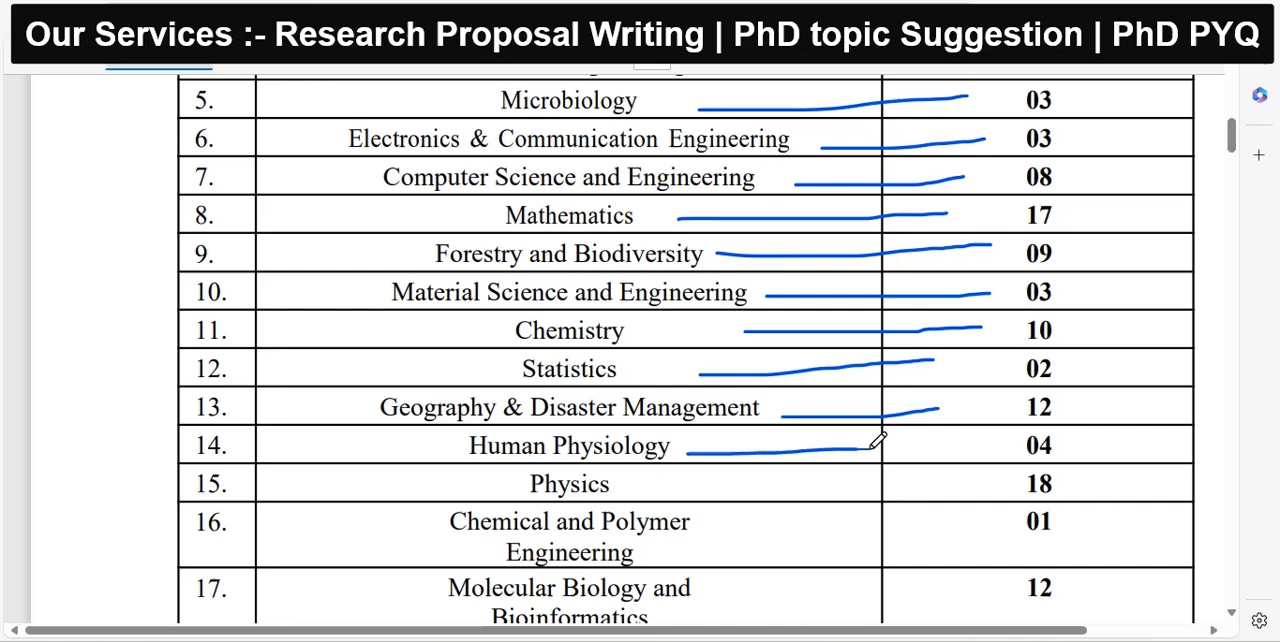 Our Services :- Research Proposal Writing | PhD topic Suggestion | PhD PYQ
5. Microbiology 03
6. Electronics & Communication Engineering 03
7. Computer Science and Engineering 08
8. Mathematics 17
9. Forestry and Biodiversity 09
10. Material Science and Engineering 03
11. Chemistry 10
12. Statistics 02
13. Geography & Disaster Management 12
14. Human Physiology 04
15. Physics 18
16. Chemical and Polymer 01
Engineering
17. Molecular Biology and 12
Bioinformatics